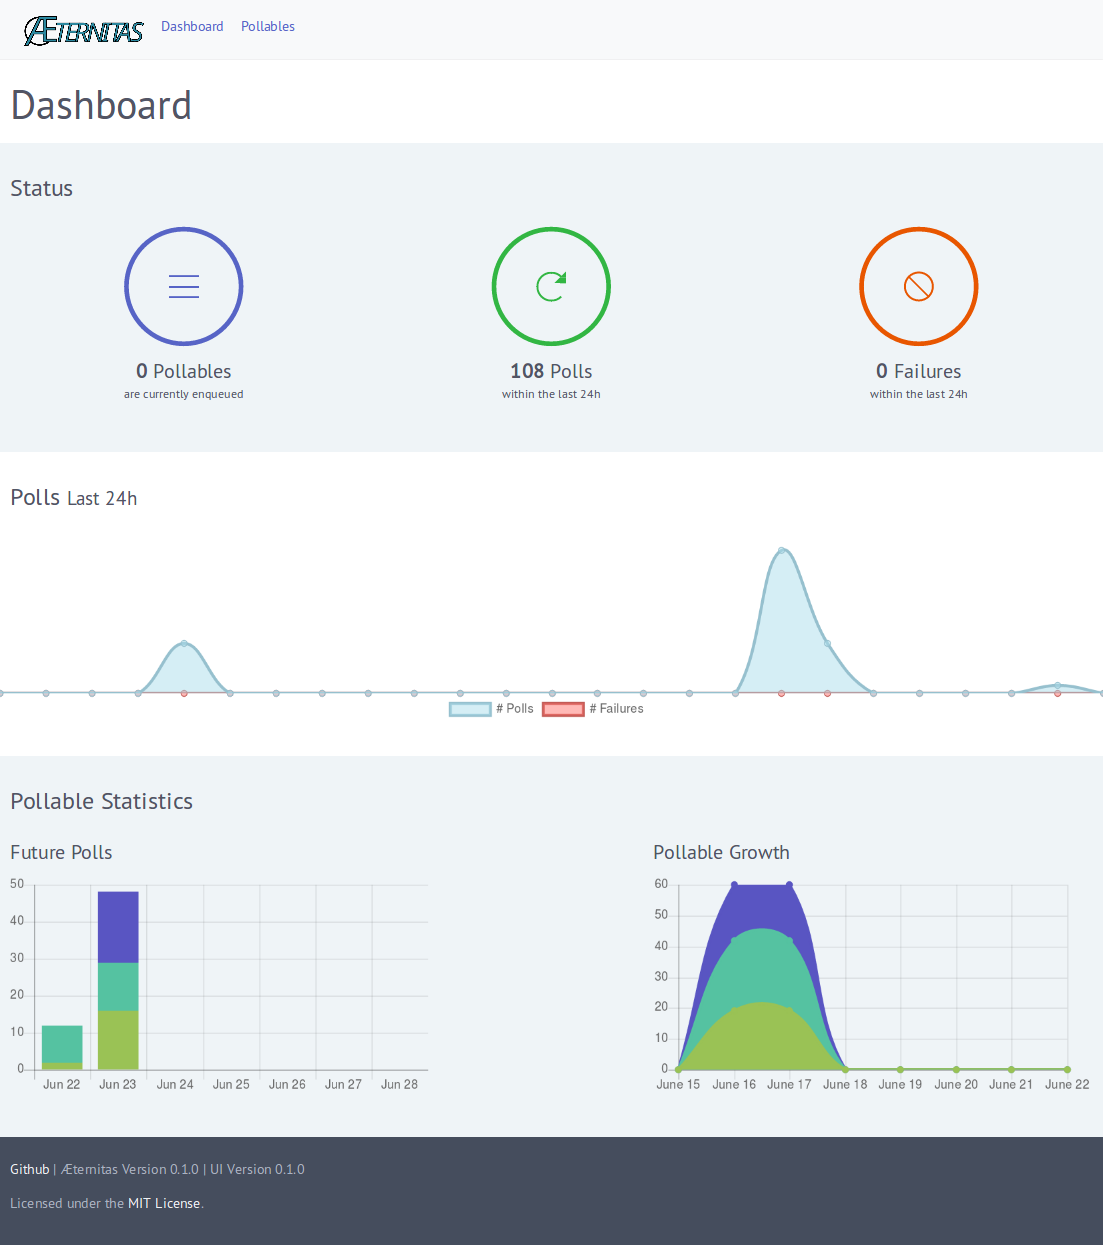 ÆTERNITAS Dashboard Pollables
Dashboard
Status
0 Pollables
are currently enqueued
108 Polls
within the last 24h
0 Failures
within the last 24h
Polls Last 24h
# Polls # Failures
Pollable Statistics
Future Polls
50
40
30
20
10
0
Jun 22 Jun 23 Jun 24 Jun 25 Jun 26 Jun 27 Jun 28
Pollable Growth
60
50
40
30
20
10
0
June 15 June 16 June 17 June 18 June 19 June 20 June 21 June 22
Github | Æternitas Version 0.1.0 | UI Version 0.1.0
Licensed under the MIT License.